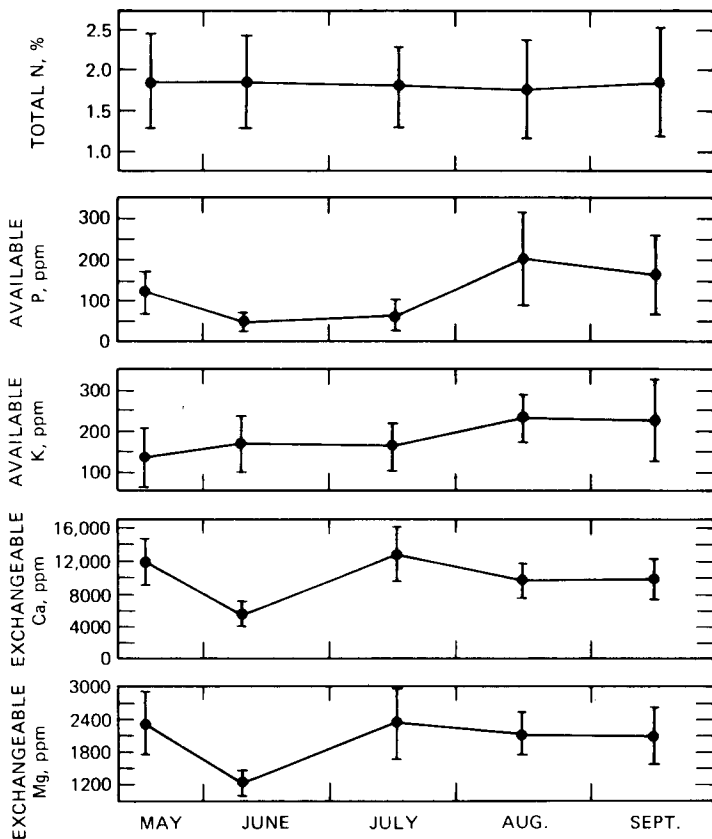 TOTAL N, %
2.5
2.0
1.5
1.0
AVAILABLE
P, ppm
300
200
100
0
AVAILABLE
K, ppm
300
200
100
EXCHANGEABLE
Ca, ppm
16,000
12,000
8000
4000
0
EXCHANGEABLE
Mg, ppm
3000
2400
1800
1200
MAY JUNE JULY AUG. SEPT.